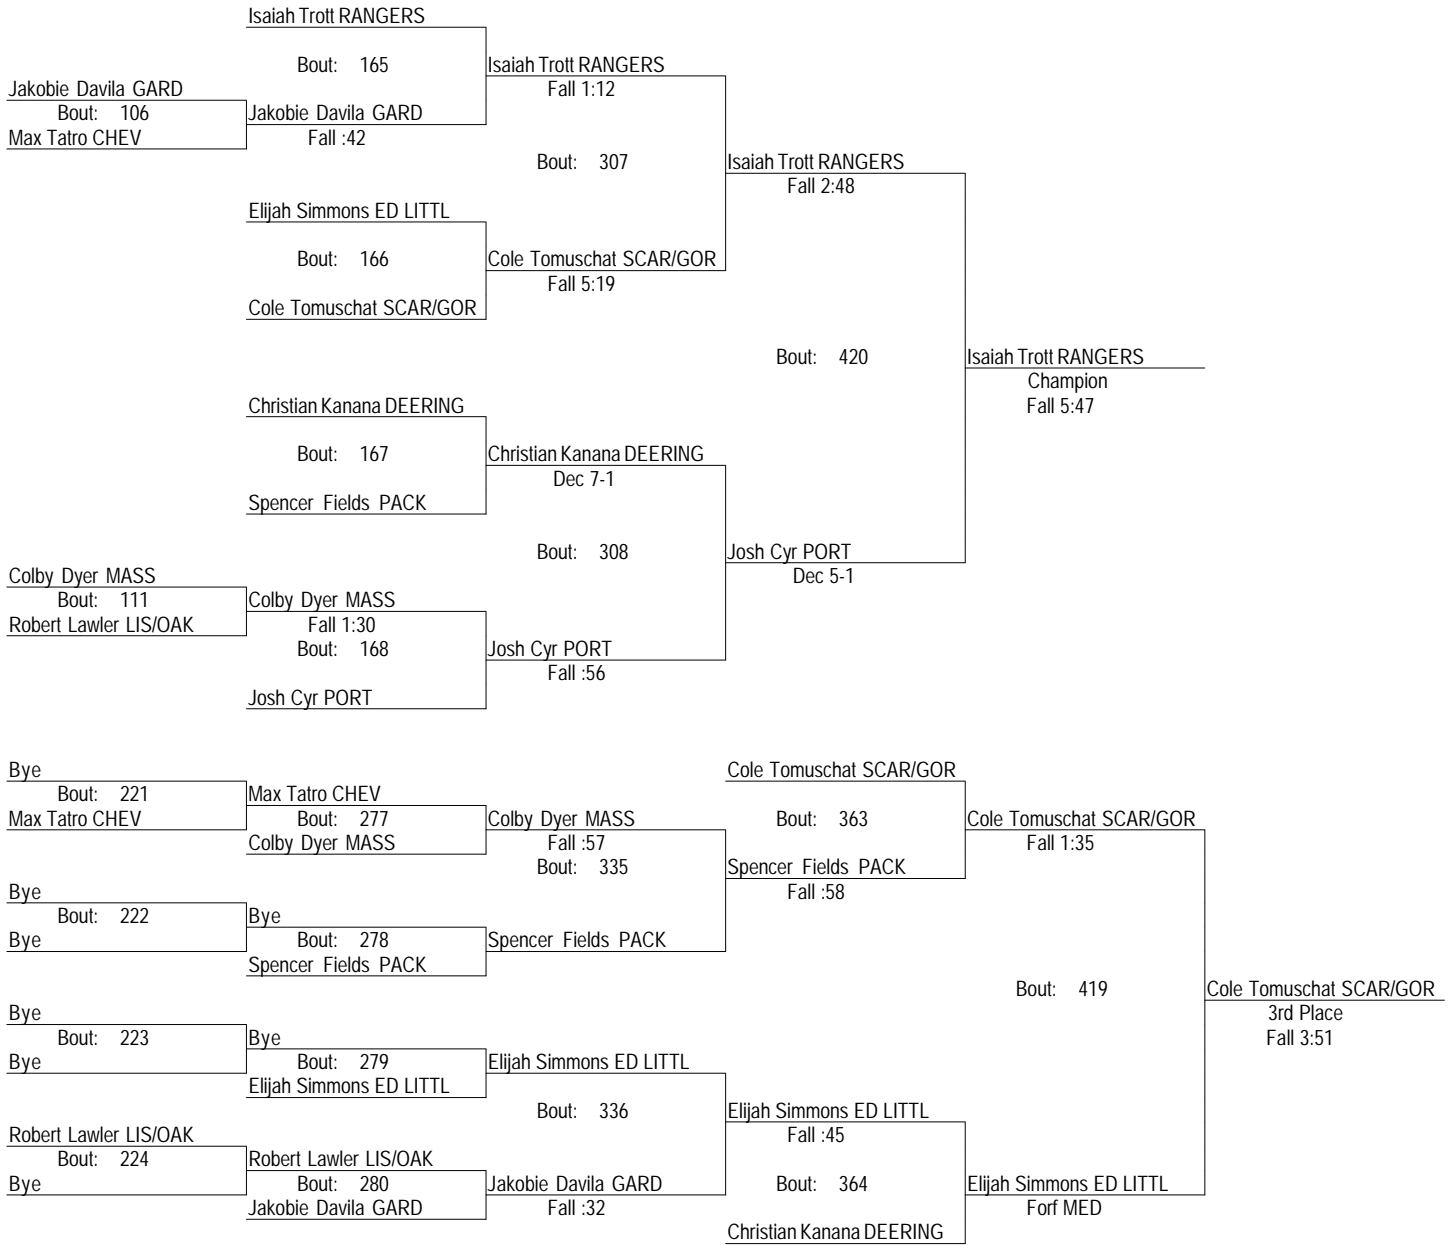 Isaiah Trott RANGERS
Bout: 165
Isaiah Trott RANGERS
Jakobie Davila GARD
Fall 1:12
Bout: 106
Jakobie Davila GARD
Max Tatro CHEV
Fall :42
Bout: 307
Isaiah Trott RANGERS
Fall 2:48
Elijah Simmons ED LITTL
Bout: 166
Cole Tomuschat SCAR/GOR
Fall 5:19
Cole Tomuschat SCAR/GOR
Bout: 420
Isaiah Trott RANGERS
Champion
Fall 5:47
Christian Kanana DEERING
Bout: 167
Christian Kanana DEERING
Dec 7-1
Spencer Fields PACK
Bout: 308
Josh Cyr PORT
Dec 5-1
Colby Dyer MASS
Bout: 111
Colby Dyer MASS
Robert Lawler LIS/OAK
Fall 1:30
Bout: 168
Josh Cyr PORT
Fall :56
Josh Cyr PORT
Bye
Cole Tomuschat SCAR/GOR
Bout: 221
Max Tatro CHEV
Max Tatro CHEV
Bout: 277
Colby Dyer MASS
Bout: 363
Cole Tomuschat SCAR/GOR
Colby Dyer MASS
Fall :57
Fall 1:35
Bout: 335
Spencer Fields PACK
Bye
Fall :58
Bout: 222
Bye
Bye
Bout: 278
Spencer Fields PACK
Spencer Fields PACK
Bout: 419
Cole Tomuschat SCAR/GOR
Bye
3rd Place
Bout: 223
Bye
Fall 3:51
Bye
Bout: 279
Elijah Simmons ED LITTL
Elijah Simmons ED LITTL
Bout: 336
Elijah Simmons ED LITTL
Robert Lawler LIS/OAK
Fall :45
Bout: 224
Robert Lawler LIS/OAK
Bye
Bout: 280
Jakobie Davila GARD
Bout: 364
Elijah Simmons ED LITTL
Jakobie Davila GARD
Fall :32
Forf MED
Christian Kanana DEERING